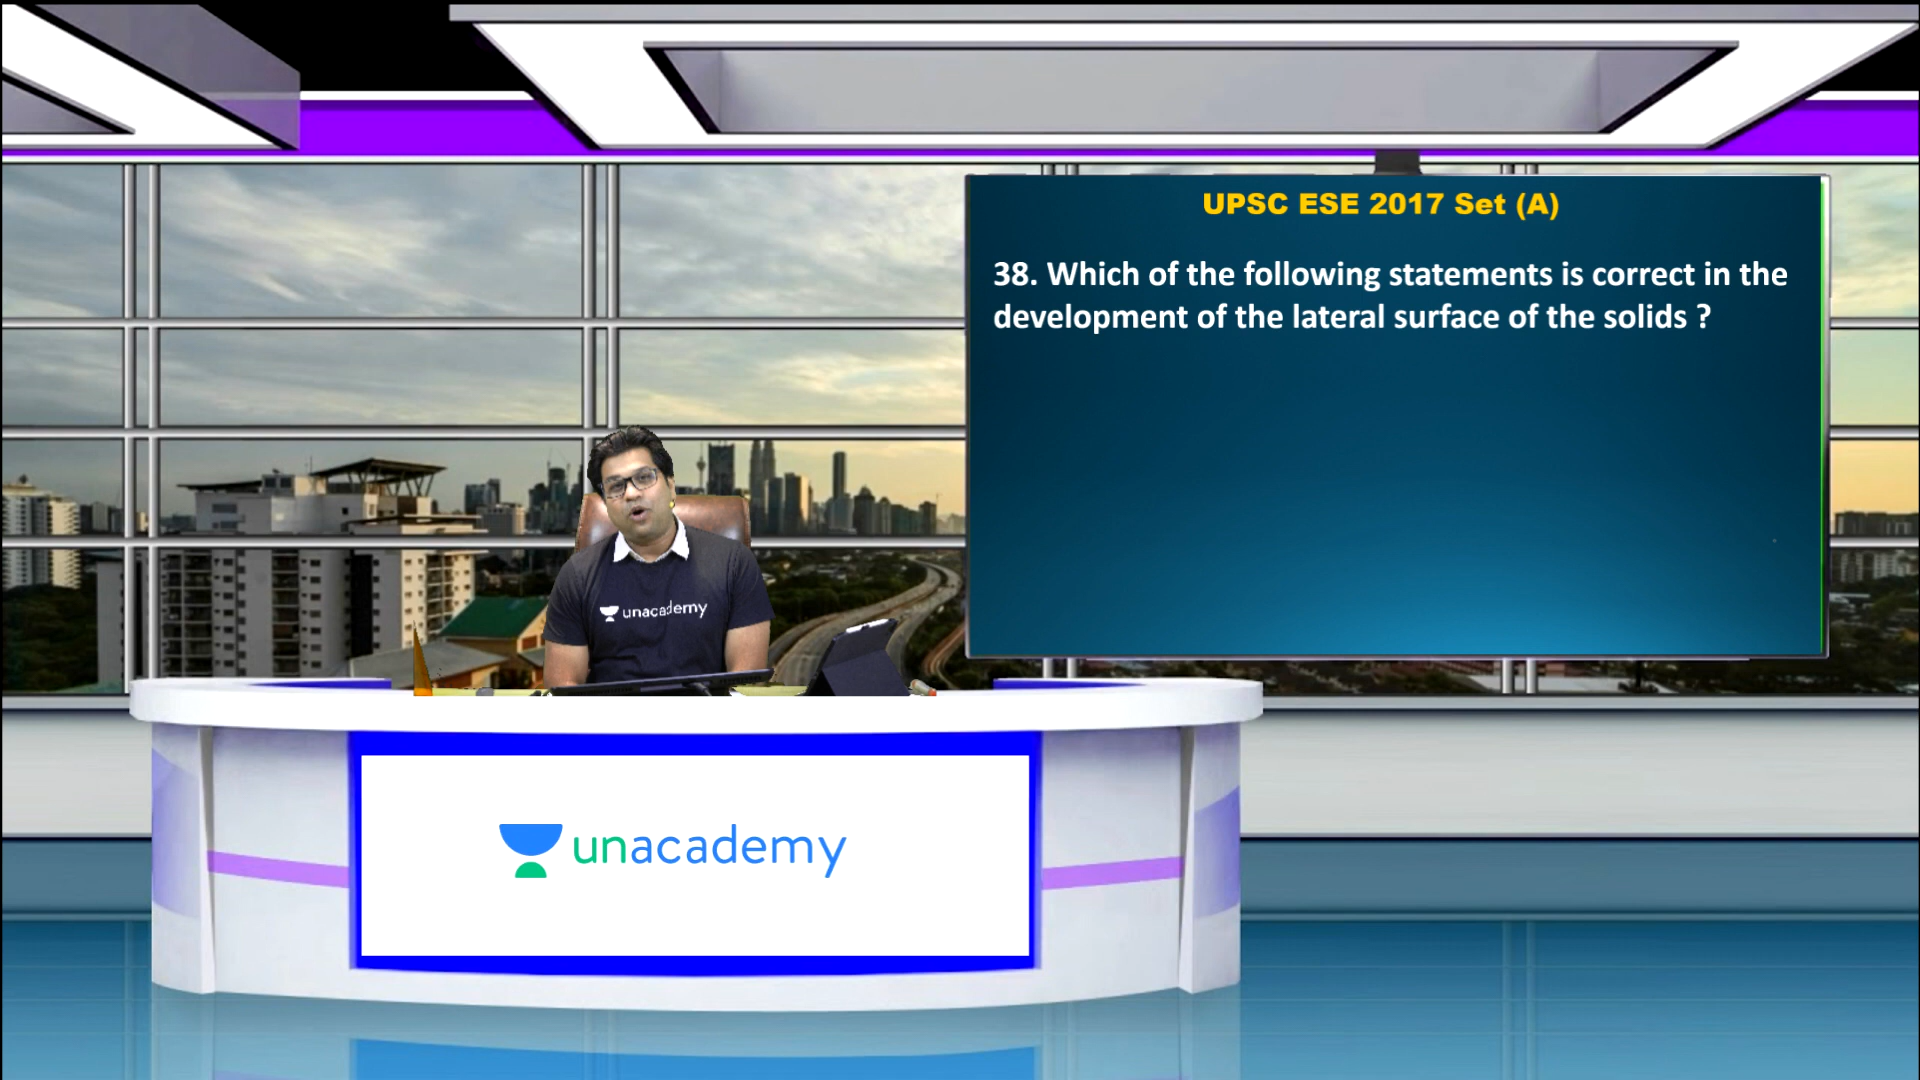 UPSC ESE 2017 Set (A)
38. Which of the following statements is correct in the
development of the lateral surface of the solids ?
unacademy
unacademy